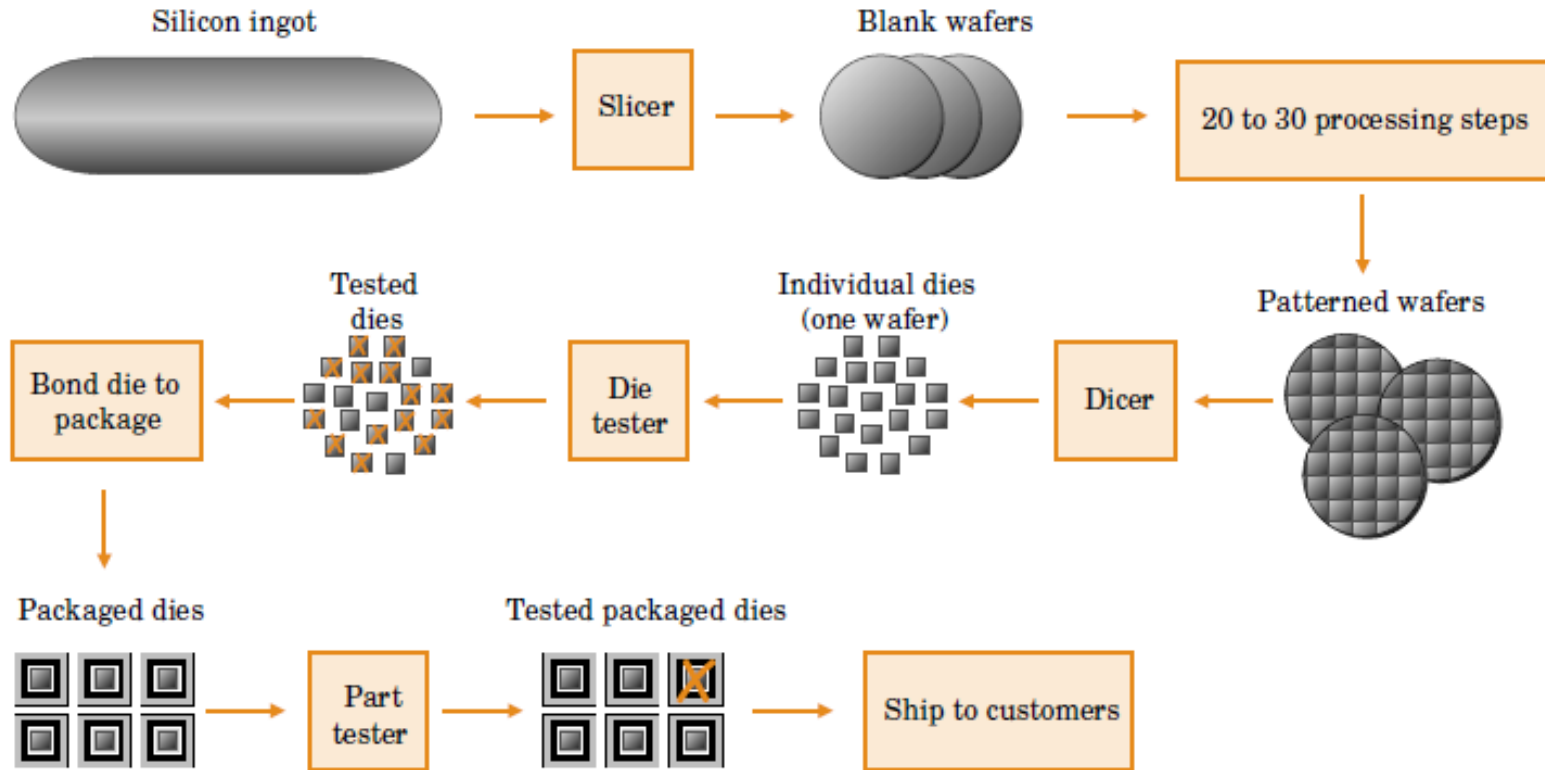 Silicon ingot
Slicer
Blank wafers
20 to 30 processing steps
Patterned wafers
Dicer
Individual dies
(one wafer)
Die
tester
Tested
dies
Bond die to
package
Packaged dies
Part
tester
Tested packaged dies
Ship to customers